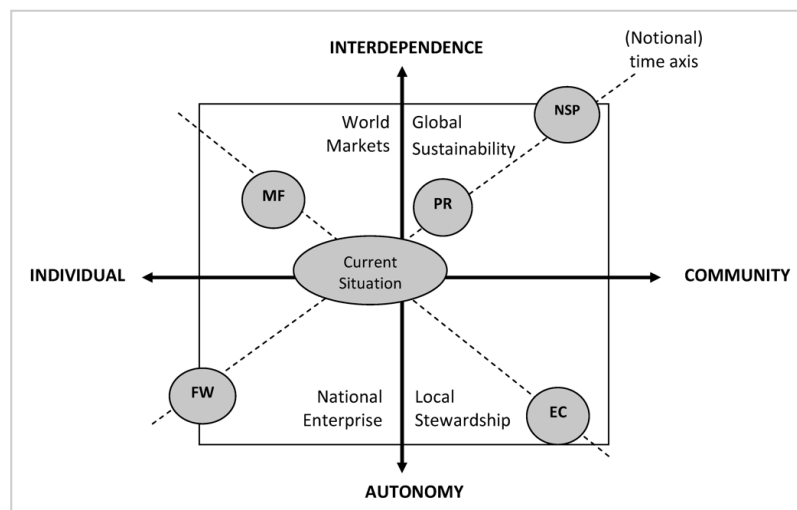 INTERDEPENDENCE
(Notional)
time axis
World
Markets
Global
Sustainability
NSP
MF
PR
Current
Situation
INDIVIDUAL
COMMUNITY
FW
National
Enterprise
Local
Stewardship
EC
AUTONOMY